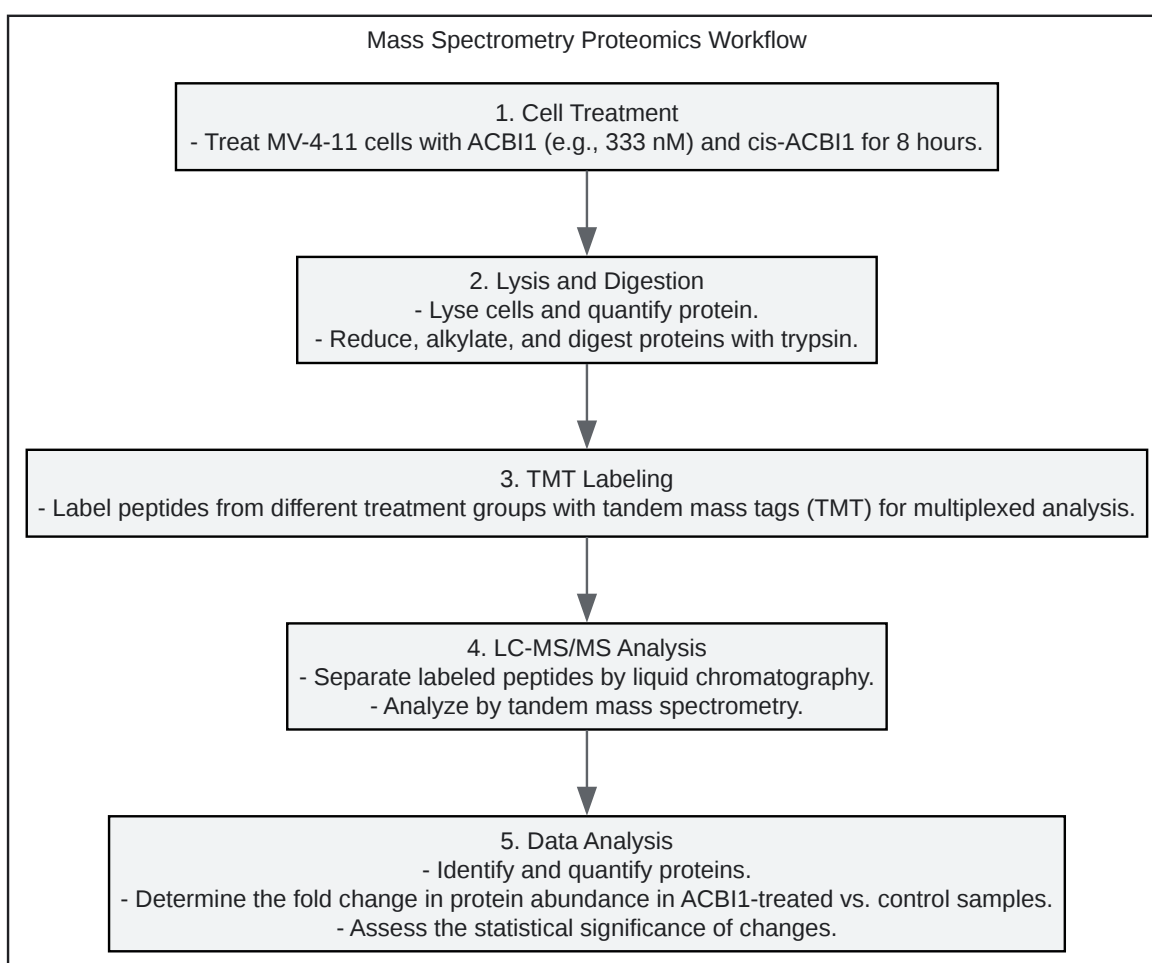 Mass Spectrometry Proteomics Workflow
1. Cell Treatment
- Treat MV-4-11 cells with ACBI1 (e.g., 333 nM) and cis-ACBI1 for 8 hours.
2. Lysis and Digestion
- Lyse cells and quantify protein.
- Reduce, alkylate, and digest proteins with trypsin.
3. TMT Labeling
- Label peptides from different treatment groups with tandem mass tags (TMT) for multiplexed analysis.
4. LC-MS/MS Analysis
- Separate labeled peptides by liquid chromatography.
- Analyze by tandem mass spectrometry.
5. Data Analysis
- Identify and quantify proteins.
- Determine the fold change in protein abundance in ACBI1-treated vs. control samples.
- Assess the statistical significance of changes.